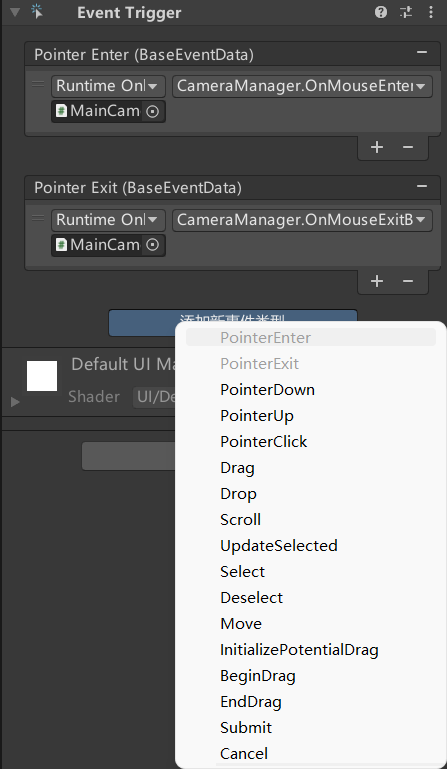 Event Trigger
Pointer Enter (BaseEventData)
Runtime Onl
CameraManager.OnMouseEnter
MainCam
Pointer Exit (BaseEventData)
Runtime Onl
CameraManager.OnMouseExitB
MainCam
添加新事件类型
PointerEnter
PointerExit
Default UI Ma
Shader
UI/De
PointerDown
PointerUp
PointerClick
Drag
Drop
Scroll
UpdateSelected
Select
Deselect
Move
InitializePotentialDrag
BeginDrag
EndDrag
Submit
Cancel